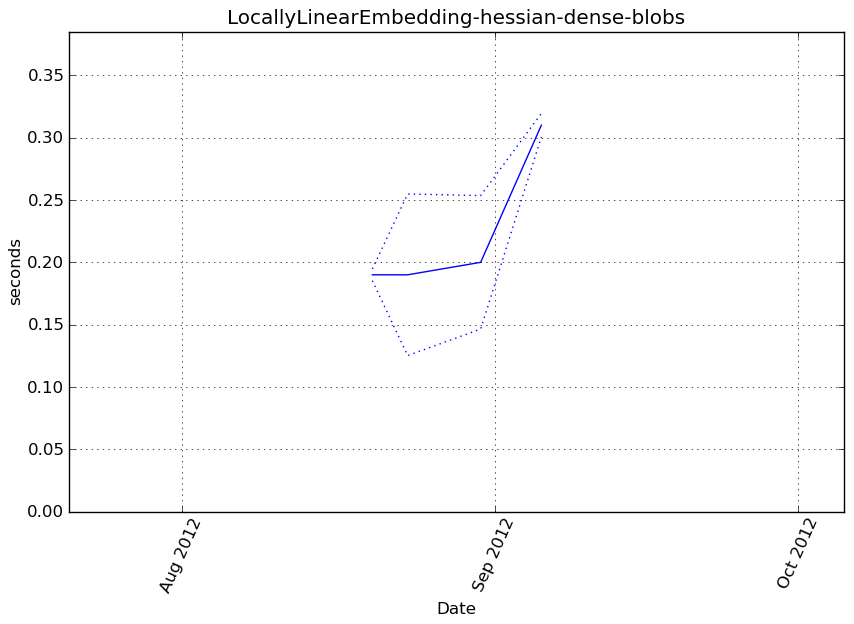 LocallyLinearEmbedding-hessian-dense-blobs
0.35
0.30
0.25
0.20
0.15
0.10
0.05
0.00
seconds
Aug 2012
Sep 2012
Oct 2012
Date